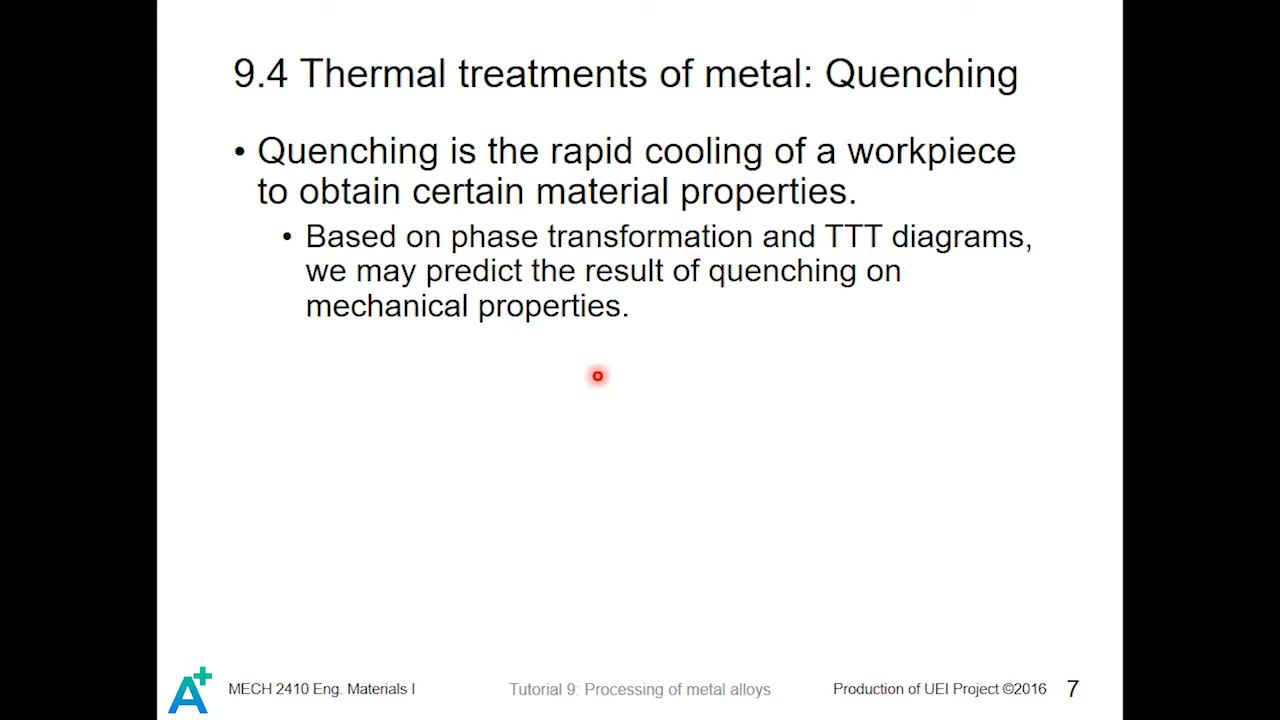 9.4 Thermal treatments of metal: Quenching
• Quenching is the rapid cooling of a workpiece
to obtain certain material properties.
• Based on phase transformation and TTT diagrams,
we may predict the result of quenching on
mechanical properties.
A+ MECH 2410 Eng. Materials I Tutorial 9: Processing of metal alloys Production of UEI Project ©2016 7